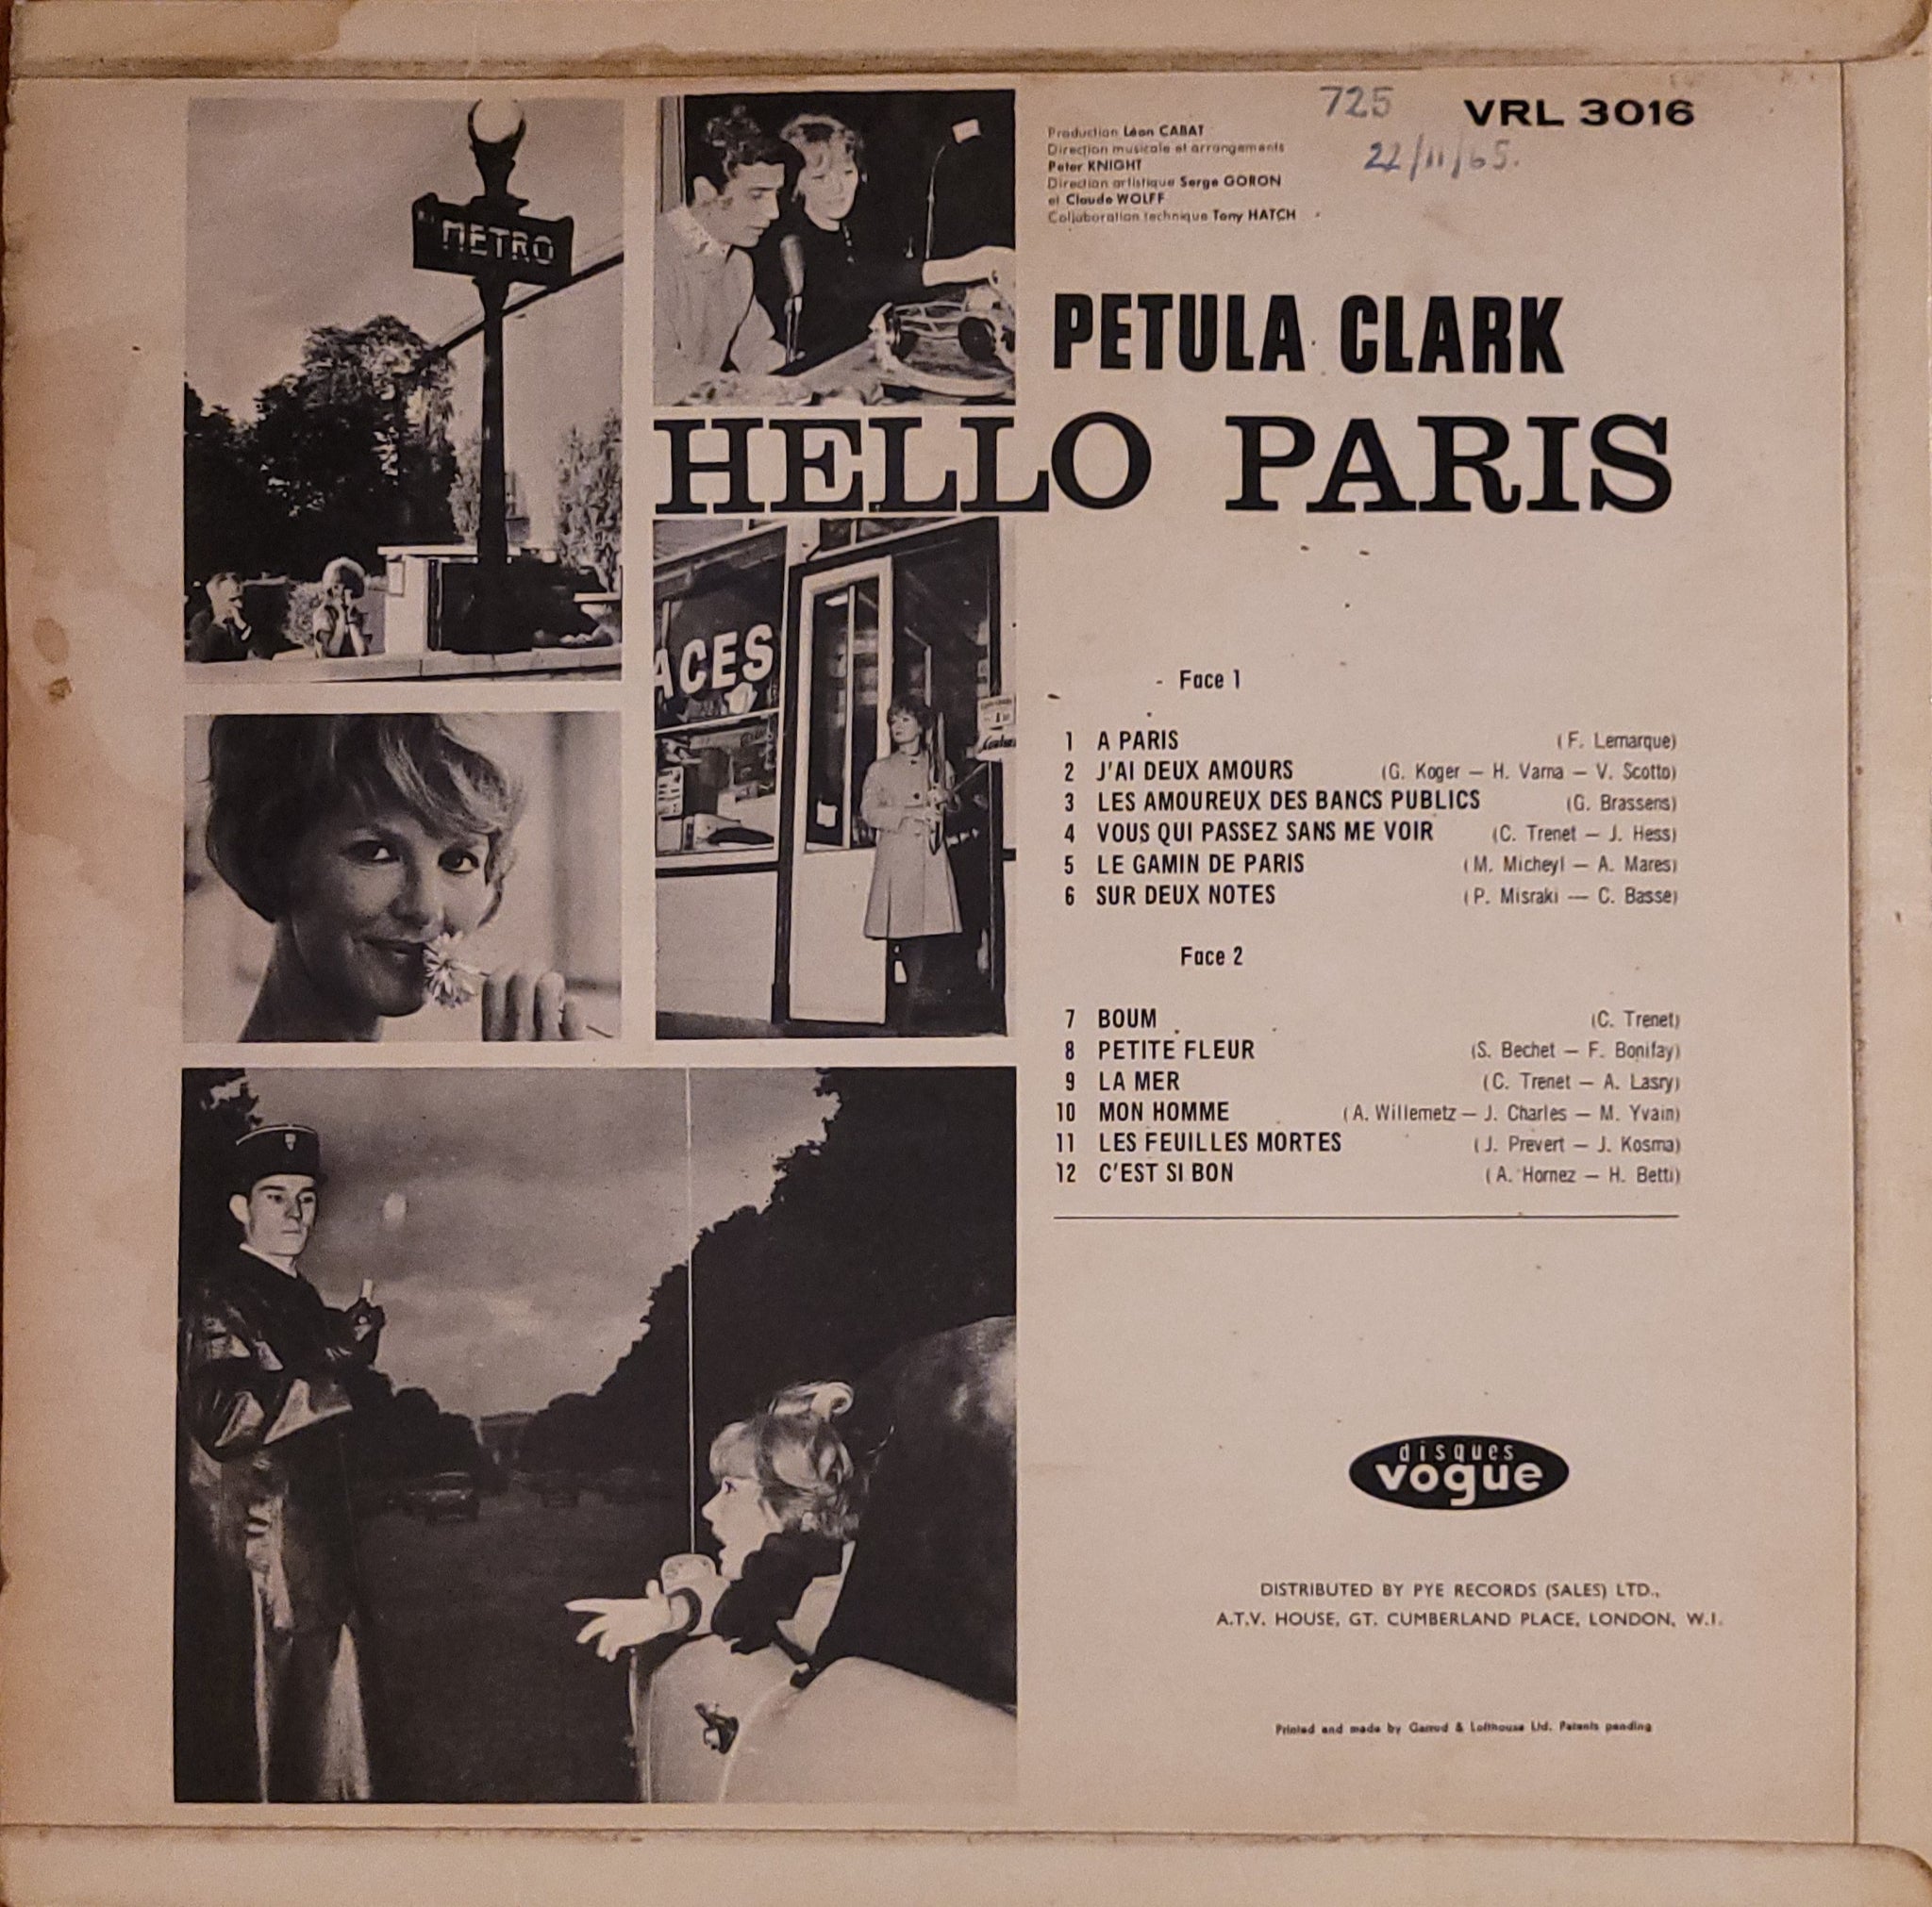 725
VRL 3016
22/11/65.
Production Léon CABAT
Direction musicale et arrangements
Peter KNIGHT
Direction artistique Serge GORON
et Claude WOLFF
Collaboration technique Tony HATCH
METRO
PETULA CLARK
HELLO PARIS
ACES
Face 1
1 A PARIS (F. Lemarque)
2 J'AI DEUX AMOURS (G. Koger – H. Varna – V. Scotto)
3 LES AMOUREUX DES BANCS PUBLICS (G. Brassens)
4 VOUS QUI PASSEZ SANS ME VOIR (C. Trenet – J. Hess)
5 LE GAMIN DE PARIS (M. Micheyl – A. Mares)
6 SUR DEUX NOTES (P. Misraki — C. Basse)
Face 2
7 BOUM (C. Trenet)
8 PETITE FLEUR (S. Bechet – F. Bonifay)
9 LA MER (C. Trenet – A. Lasry)
10 MON HOMME (A. Willemetz – J. Charles – M. Yvain)
11 LES FEUILLES MORTES (J. Prevert – J. Kosma)
12 C'EST SI BON (A. Hornez – H. Betti)
disques
vogue
DISTRIBUTED BY PYE RECORDS (SALES) LTD.,
A.T.V. HOUSE, GT. CUMBERLAND PLACE, LONDON, W.I.
Printed and made by Garrod & Lofthouse Ltd. Patents pending